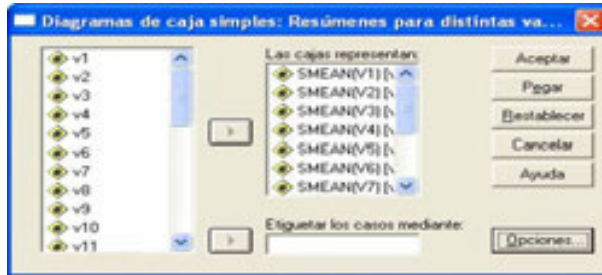 Diagramas de caja simples: Resúmenes para distintas va...
v1
v2
v3
v4
v5
v6
v7
v8
v9
v10
v11
Las cajas representan:
SMEAN(V1) [v
SMEAN(V2) [v
SMEAN(V3) [v
SMEAN(V4) [v
SMEAN(V5) [v
SMEAN(V6) [v
SMEAN(V7) [v
Etiquetar los casos mediante:
Aceptar
Pegar
Restablecer
Cancelar
Ayuda
Opciones...